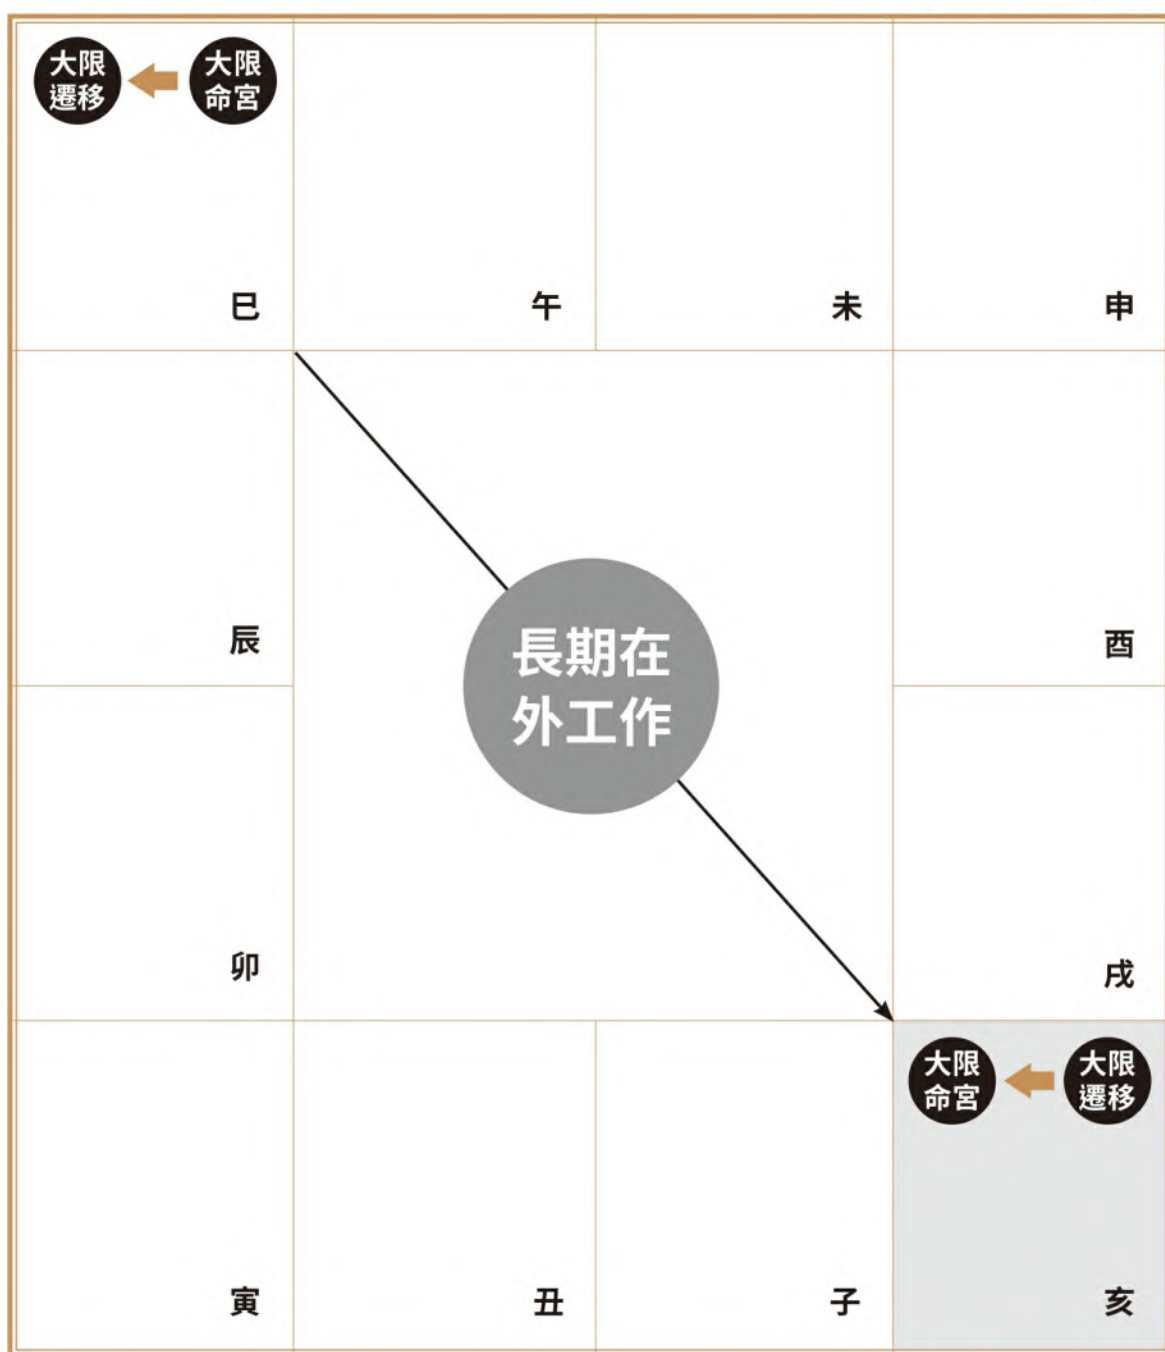 大限
遷移
大限
命宮
巳
午
未
申
辰
酉
長期在
外工作
卯
戌
大限
命宮
大限
遷移
寅
丑
子
亥